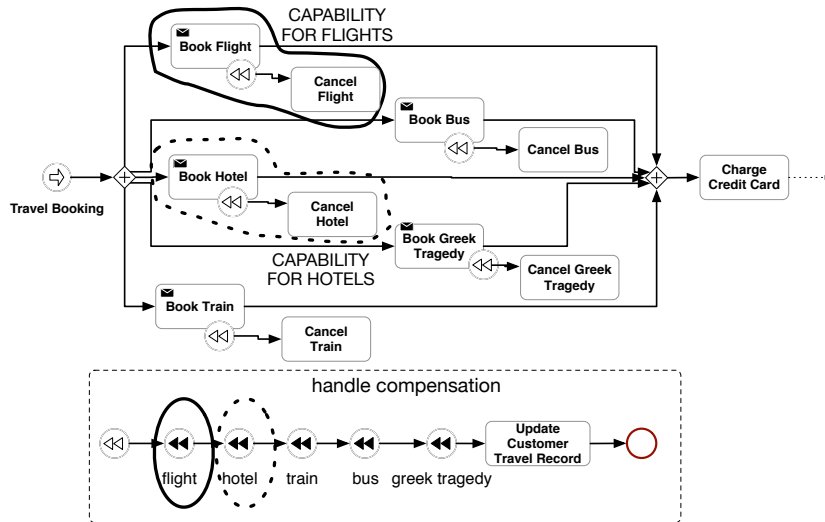 CAPABILITY
FOR FLIGHTS
Book Flight
Cancel
Flight
Book Bus
Cancel Bus
Travel Booking
Book Hotel
Cancel
Hotel
Charge
Credit Card
CAPABILITY
FOR HOTELS
Book Greek
Tragedy
Cancel Greek
Tragedy
Book Train
Cancel
Train
handle compensation
flight
hotel
train
bus
greek tragedy
Update
Customer
Travel Record